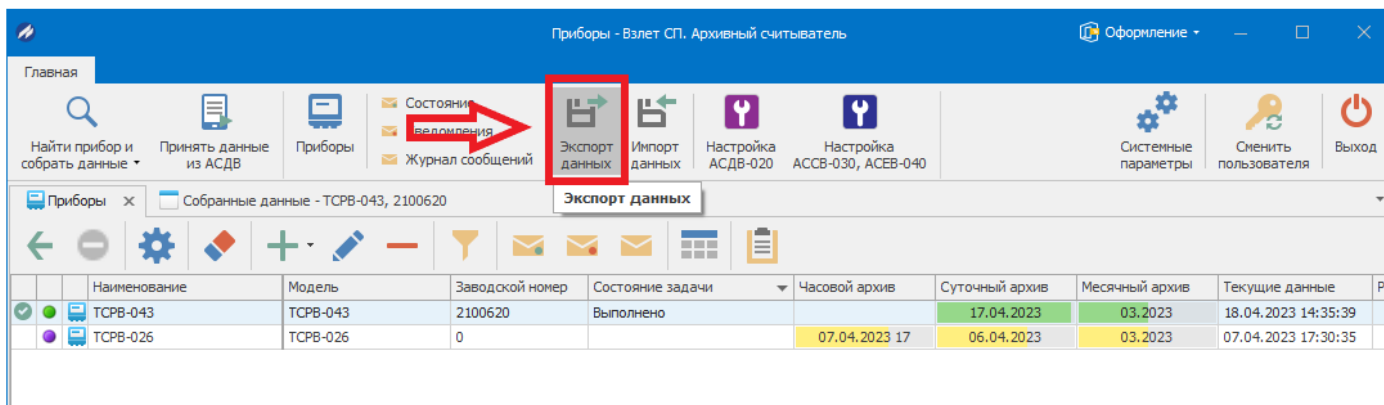 Приборы - Взлет СП. Архивный считыватель
Оформление
Главная
Найти прибор и
собрать данные
Принять данные
из АСДВ
Приборы
Состояние
Уведомления
Журнал сообщений
Экспорт
данных
Импорт
данных
Настройка
АСДВ-020
Настройка
АССВ-030, АСЕВ-040
Системные
параметры
Сменить
пользователя
Выход
Приборы
Собранные данные - ТСРВ-043, 2100620
Экспорт данных
Наименование Модель Заводской номер Состояние задачи Часовой архив Суточный архив Месячный архив Текущие данные Р
ТСРВ-043 ТСРВ-043 2100620 Выполнено 17.04.2023 03.2023 18.04.2023 14:35:39
ТСРВ-026 ТСРВ-026 0 07.04.2023 17 06.04.2023 03.2023 07.04.2023 17:30:35